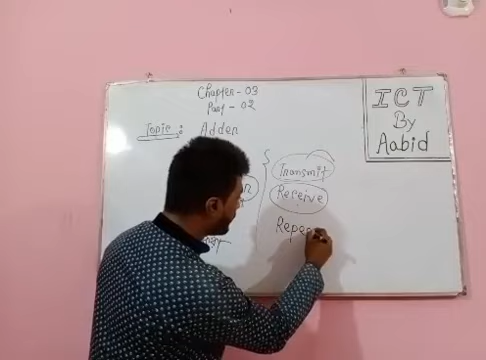 Chapter - 03
Part - 02
Topic : Adder
ICT
By
Aabid
Transmit
Receive